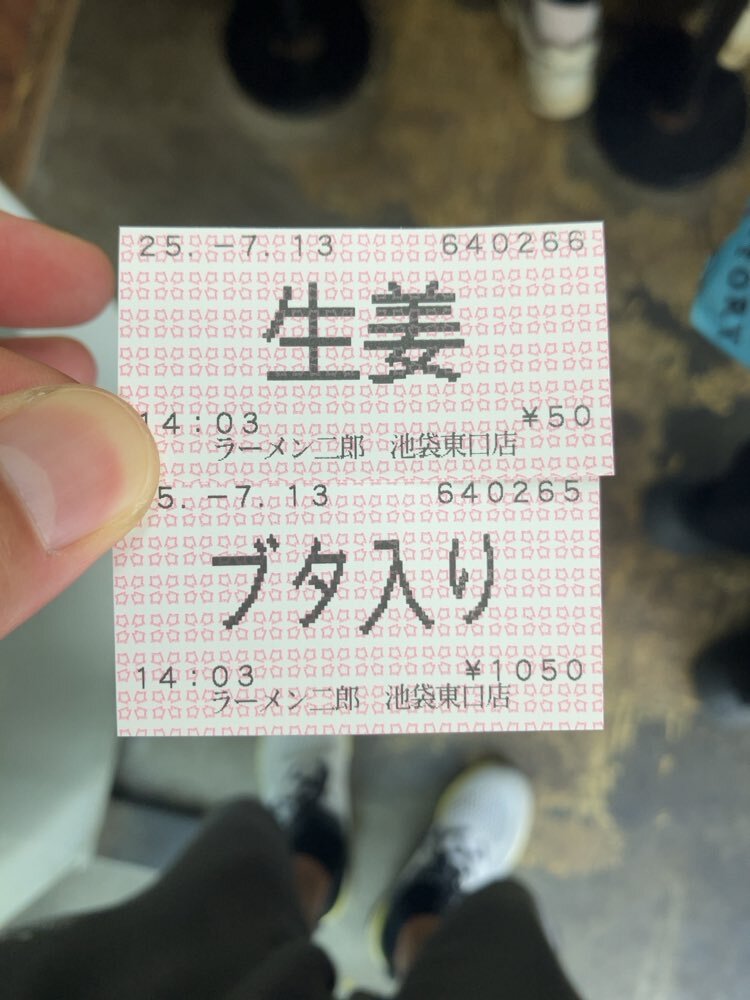 25.-7.13 640266
生姜
14:03 ¥50
ラーメン二郎 池袋東口店
5.-7.13 640265
ブタ入り
14:03 ¥1050
ラーメン二郎 池袋東口店
TORY